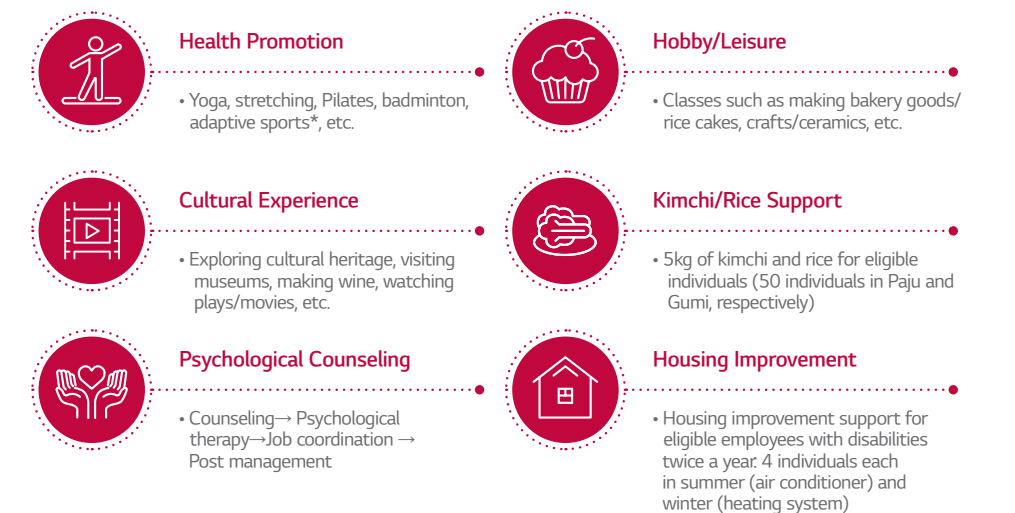 Health Promotion
• Yoga, stretching, Pilates, badminton,
adaptive sports*, etc.
Hobby/Leisure
• Classes such as making bakery goods/
rice cakes, crafts/ceramics, etc.
Cultural Experience
• Exploring cultural heritage, visiting
museums, making wine, watching
plays/movies, etc.
Kimchi/Rice Support
• 5kg of kimchi and rice for eligible
individuals (50 individuals in Paju and
Gumi, respectively)
Psychological Counseling
• Counseling→ Psychological
therapy→Job coordination →
Post management
Housing Improvement
• Housing improvement support for
eligible employees with disabilities
twice a year. 4 individuals each
in summer (air conditioner) and
winter (heating system)